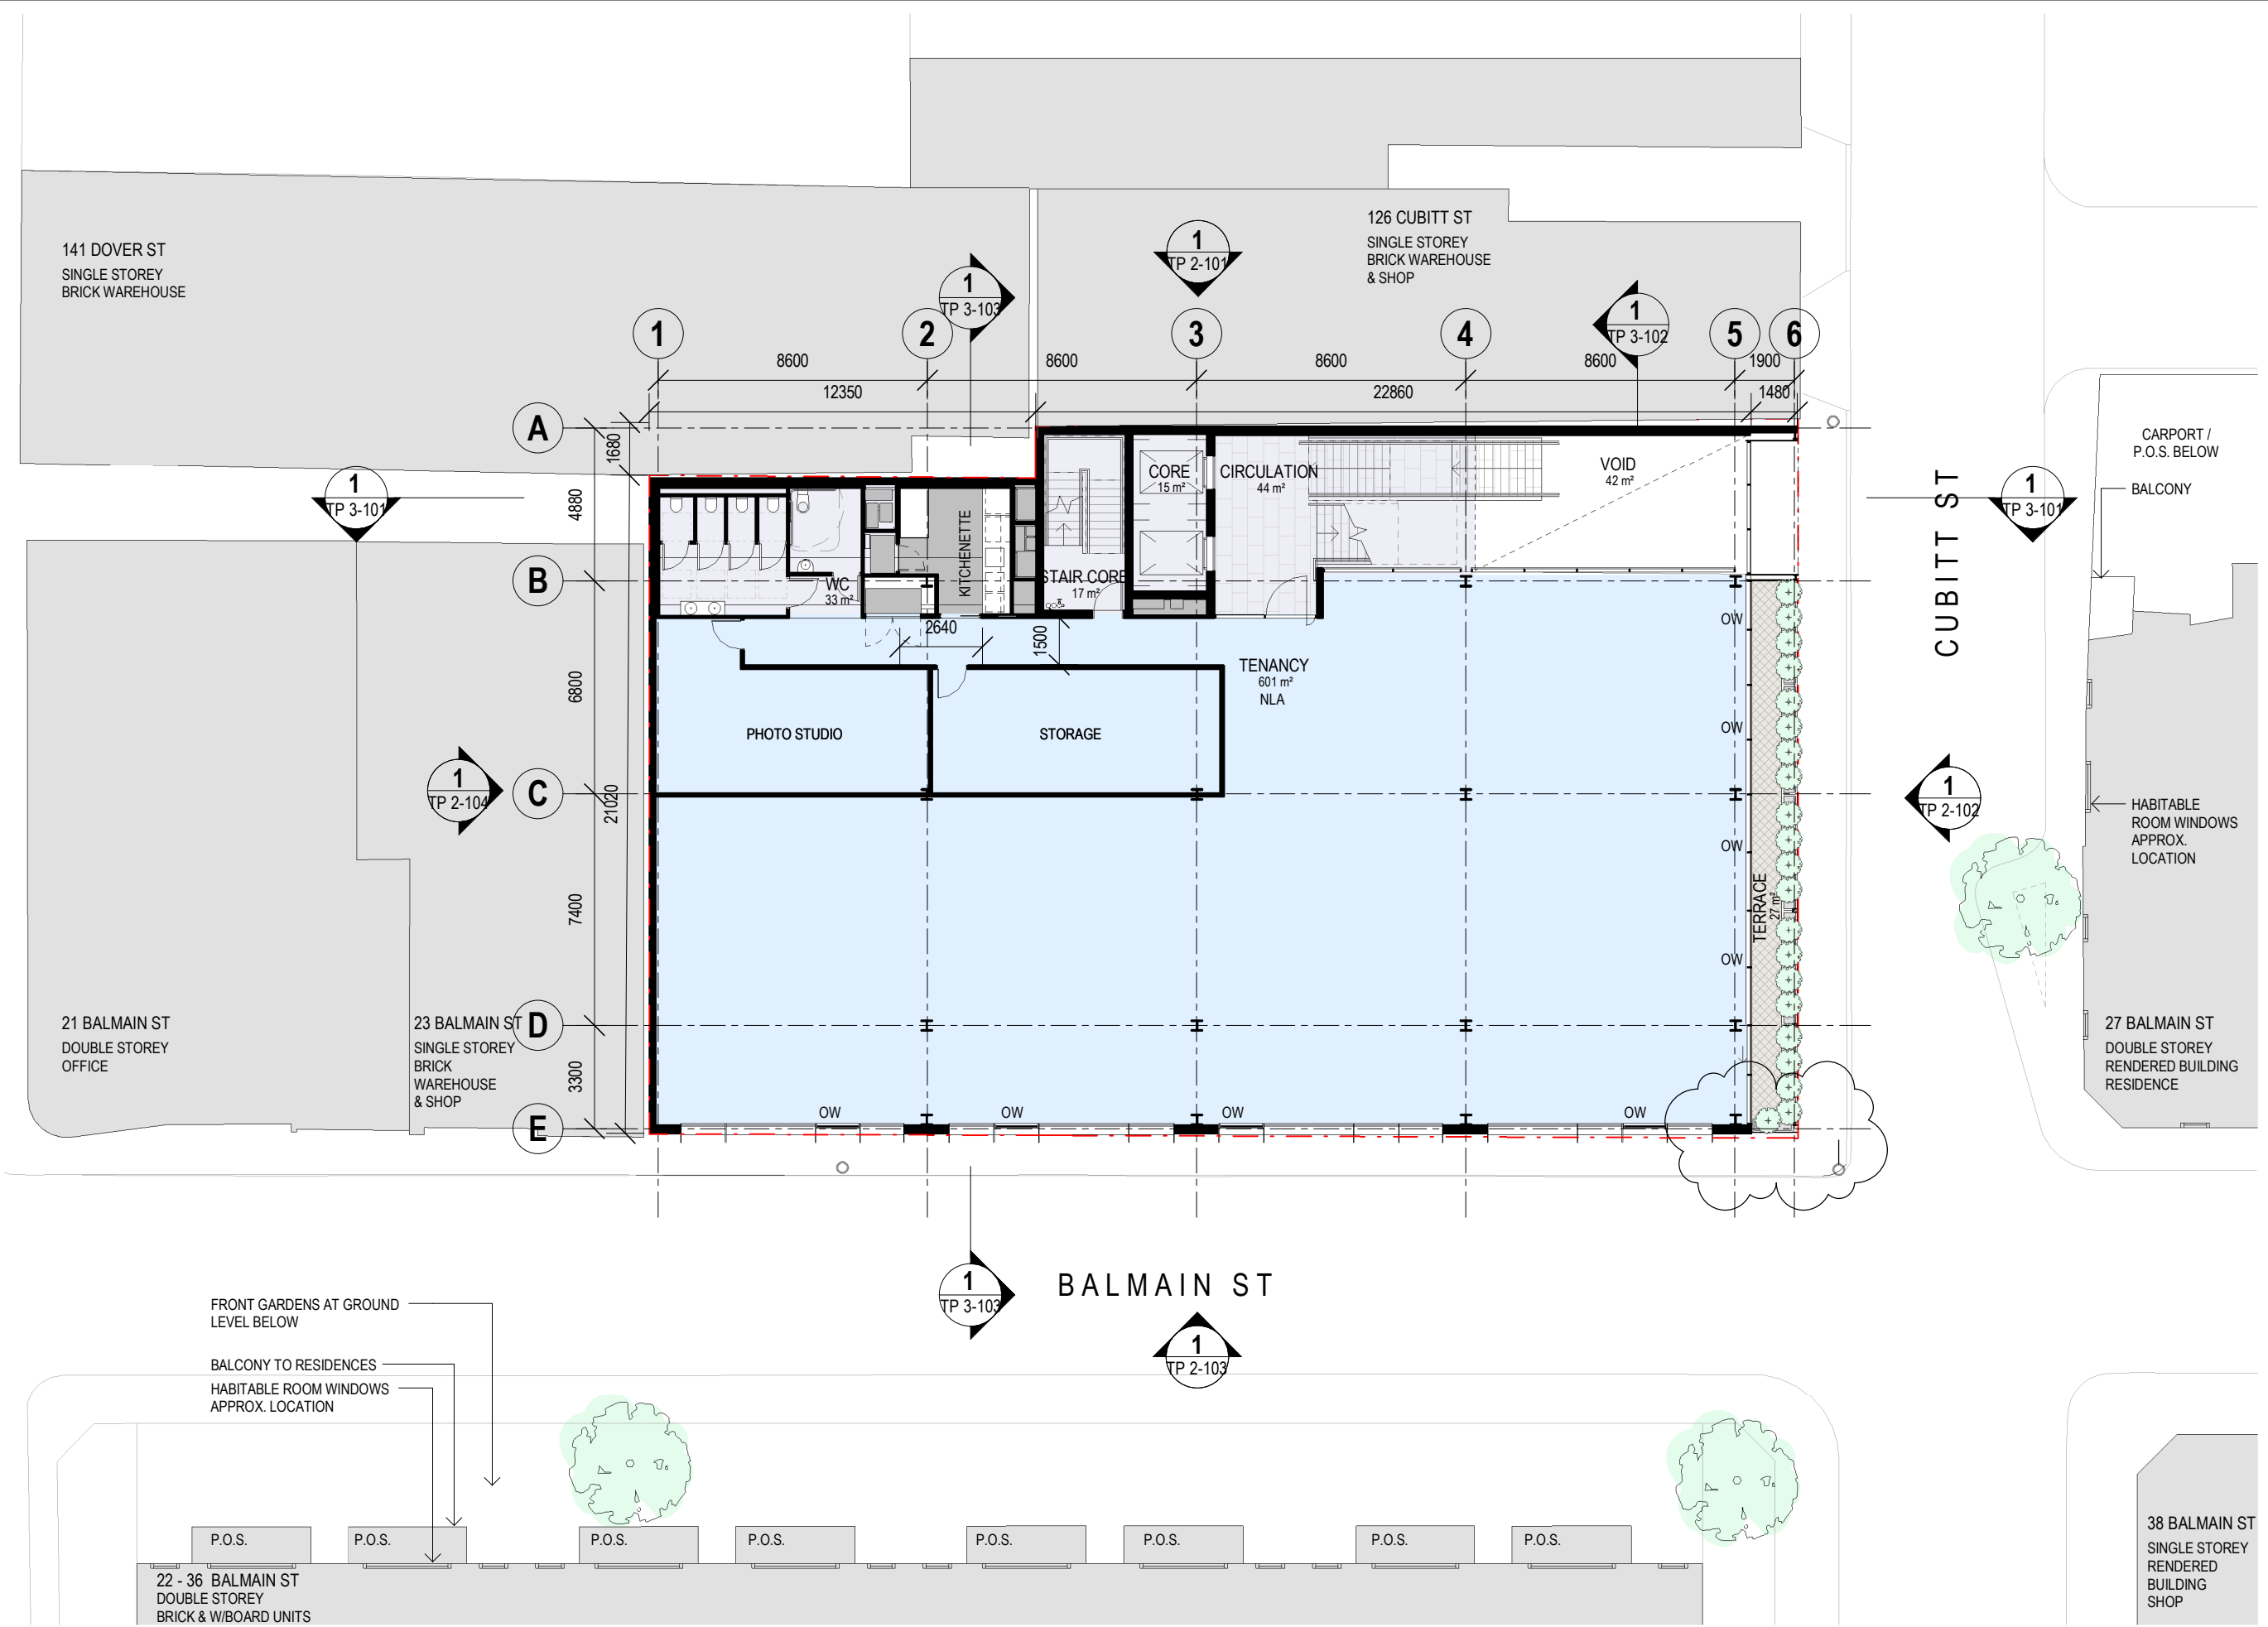 126 CUBITT ST
SINGLE STOREY
BRICK WAREHOUSE
& SHOP
141 DOVER ST
SINGLE STOREY
BRICK WAREHOUSE
1
TP 2-101
1
TP 3-103
1
TP 3-102
1
2
3
4
5
6
8600
8600
8600
8600
1900
12350
22860
1480
A
1680
CARPORT /
P.O.S. BELOW
BALCONY
1
TP 3-101
4880
CORE
15 m²
CIRCULATION
44 m²
VOID
42 m²
1
TP 3-101
CUBITT ST
KITCHENETTE
B
WC
33 m²
STAIR CORE
17 m²
OW
2640
1500
TENANCY
601 m²
NLA
6800
PHOTO STUDIO
STORAGE
OW
1
TP 2-104
C
21020
1
TP 2-102
HABITABLE
ROOM WINDOWS
APPROX.
LOCATION
OW
TERRACE
27 m²
7400
OW
21 BALMAIN ST
DOUBLE STOREY
OFFICE
23 BALMAIN ST
SINGLE STOREY
BRICK
WAREHOUSE
& SHOP
D
27 BALMAIN ST
DOUBLE STOREY
RENDERED BUILDING
RESIDENCE
3300
E
OW
OW
OW
OW
1
TP 3-103
BALMAIN ST
1
TP 2-103
FRONT GARDENS AT GROUND
LEVEL BELOW
BALCONY TO RESIDENCES
HABITABLE ROOM WINDOWS
APPROX. LOCATION
P.O.S.
P.O.S.
P.O.S.
P.O.S.
P.O.S.
P.O.S.
P.O.S.
P.O.S.
22 - 36 BALMAIN ST
DOUBLE STOREY
BRICK & W/BOARD UNITS
38 BALMAIN ST
SINGLE STOREY
RENDERED
BUILDING
SHOP